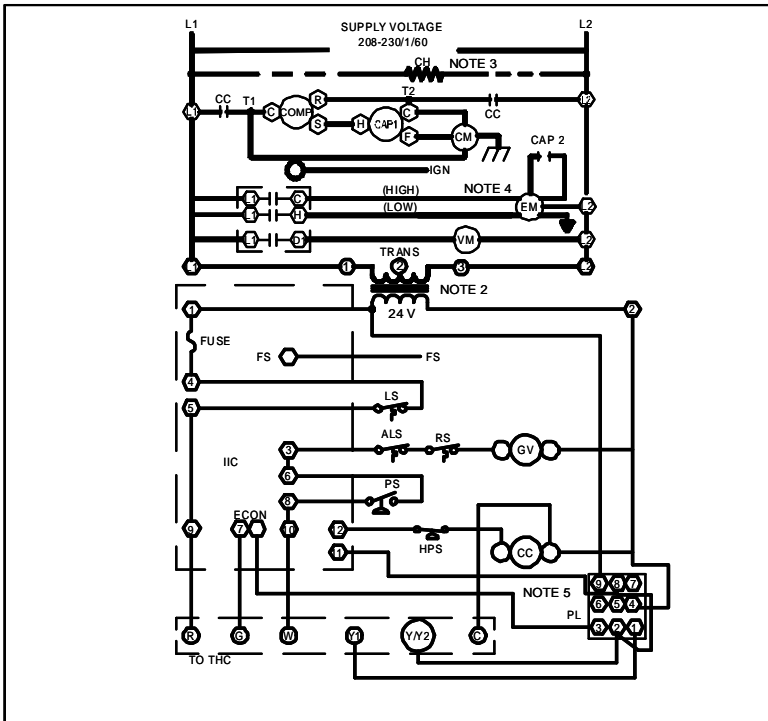 L1 SUPPLY VOLTAGE L2
208-230/1/60
CH NOTE 3
CC T1 R T2
L1 C COMP C CC L2
S H CAP1 F CM
CAP 2
IGN
NOTE 4
L1 C (HIGH)
L1 H (LOW) EM L2
L1 D1 VM L2
TRANS
L1 1 2 3 L2
NOTE 2
1 24 V 2
FUSE
FS FS
4
LS
5
ALS RS
IIC 3 GV
6
PS
8
ECON
9 7 10 12 CC
HPS
11
NOTE 5 9 8 7
6 5 4
PL
3 2 1
R G W Y1 Y/Y2 C
TO THC